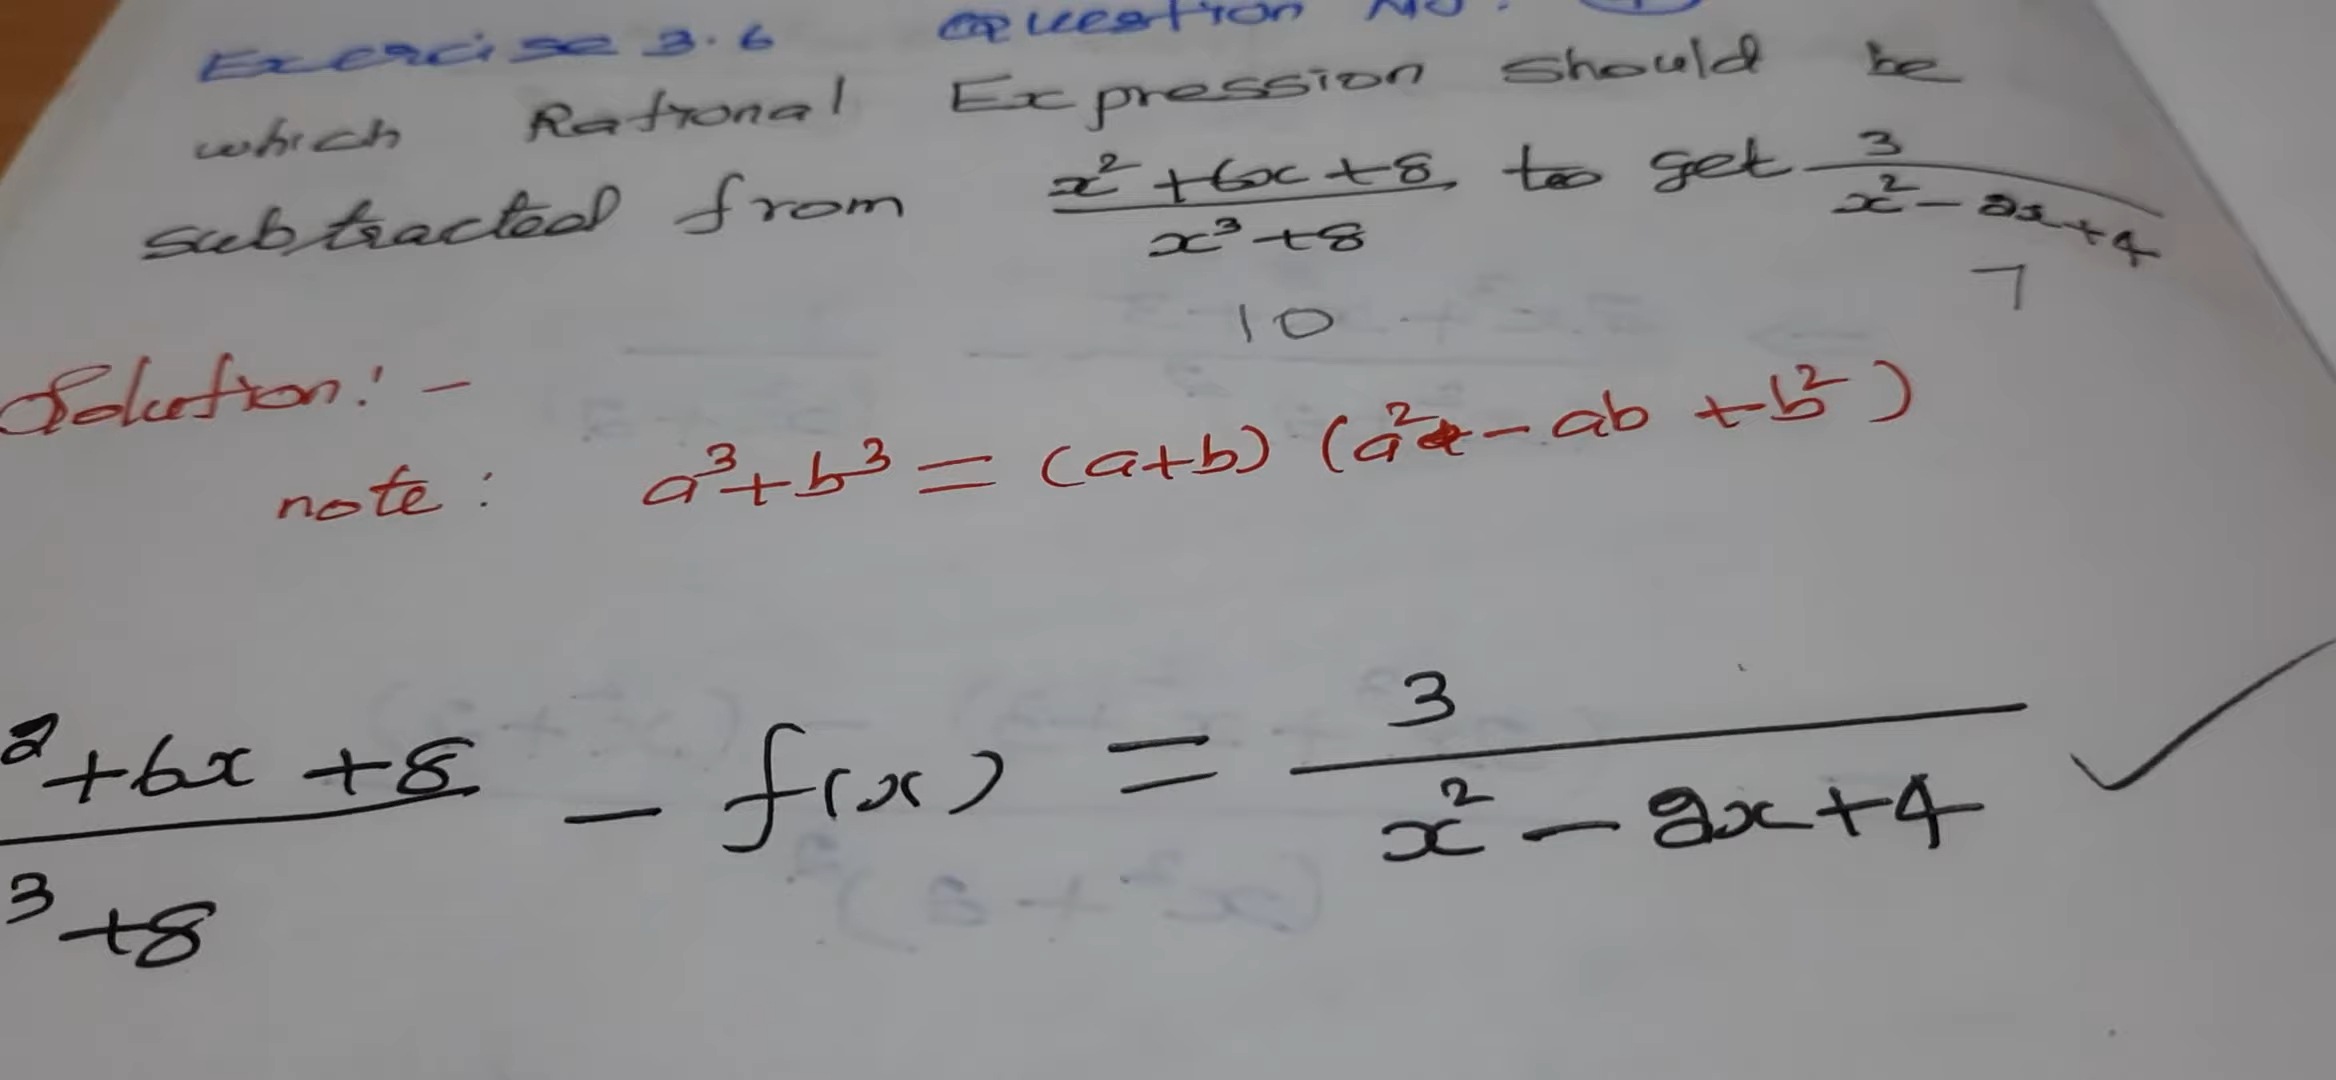 Exercise 3.6 Question No.
which Rational Expression should be
subtracted from x²+6x+8 / x³+8 to get 3 / x²-2x+4
10 7
Solution:-
note: a³+b³=(a+b)(a²-ab+b²)
²+6x+8 / ³+8 - f(x) = 3 / x²-2x+4 ✓